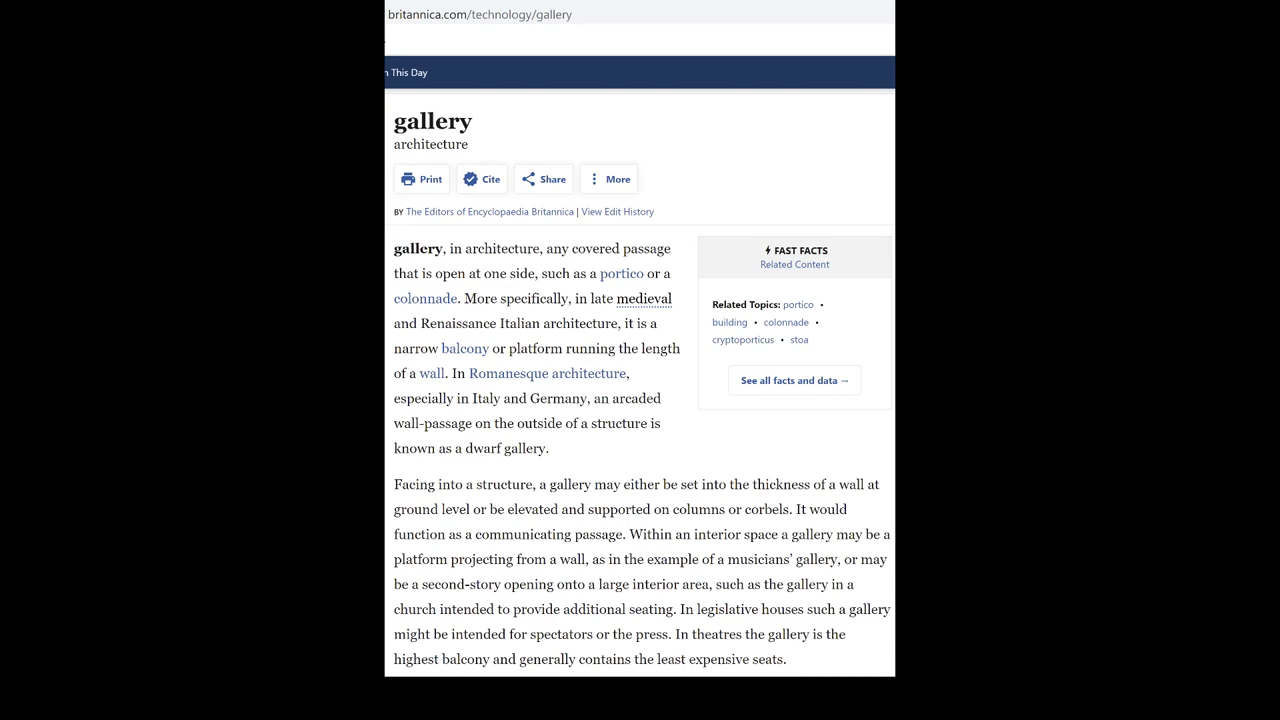 britannica.com/technology/gallery
n This Day
gallery
architecture
Print Cite Share More
BY The Editors of Encyclopaedia Britannica | View Edit History
gallery, in architecture, any covered passage
that is open at one side, such as a portico or a
colonnade. More specifically, in late medieval
and Renaissance Italian architecture, it is a
narrow balcony or platform running the length
of a wall. In Romanesque architecture,
especially in Italy and Germany, an arcaded
wall-passage on the outside of a structure is
known as a dwarf gallery.
FAST FACTS
Related Content
Related Topics: portico •
building • colonnade •
cryptoporticus • stoa
See all facts and data →
Facing into a structure, a gallery may either be set into the thickness of a wall at
ground level or be elevated and supported on columns or corbels. It would
function as a communicating passage. Within an interior space a gallery may be a
platform projecting from a wall, as in the example of a musicians’ gallery, or may
be a second-story opening onto a large interior area, such as the gallery in a
church intended to provide additional seating. In legislative houses such a gallery
might be intended for spectators or the press. In theatres the gallery is the
highest balcony and generally contains the least expensive seats.